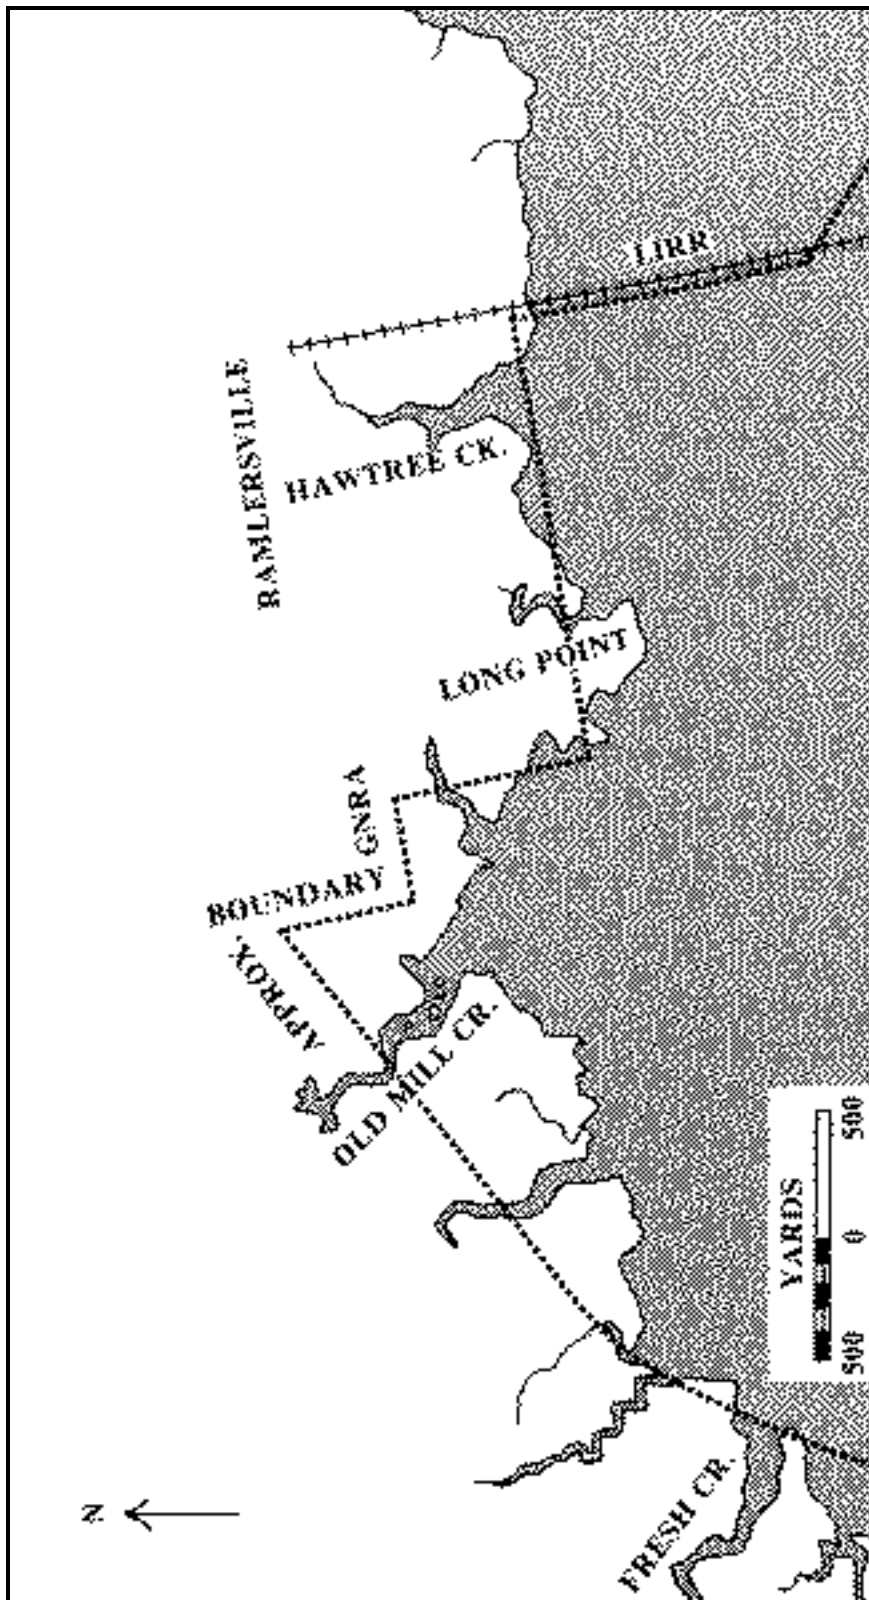 LIRR
RAMLERSVILLE
HAWTREE CK.
LONG POINT
GNRA
BOUNDARY
APPROX.
OLD MILL CR.
YARDS
500 0 500
FRESH CR.
N